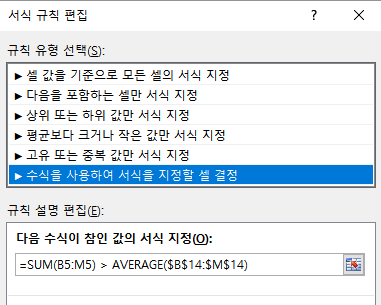 서식 규칙 편집 ? ×
규칙 유형 선택(S):
► 셀 값을 기준으로 모든 셀의 서식 지정
► 다음을 포함하는 셀만 서식 지정
► 상위 또는 하위 값만 서식 지정
► 평균보다 크거나 작은 값만 서식 지정
► 고유 또는 중복 값만 서식 지정
► 수식을 사용하여 서식을 지정할 셀 결정
규칙 설명 편집(E):
다음 수식이 참인 값의 서식 지정(O):
=SUM(B5:M5) > AVERAGE($B$14:$M$14)